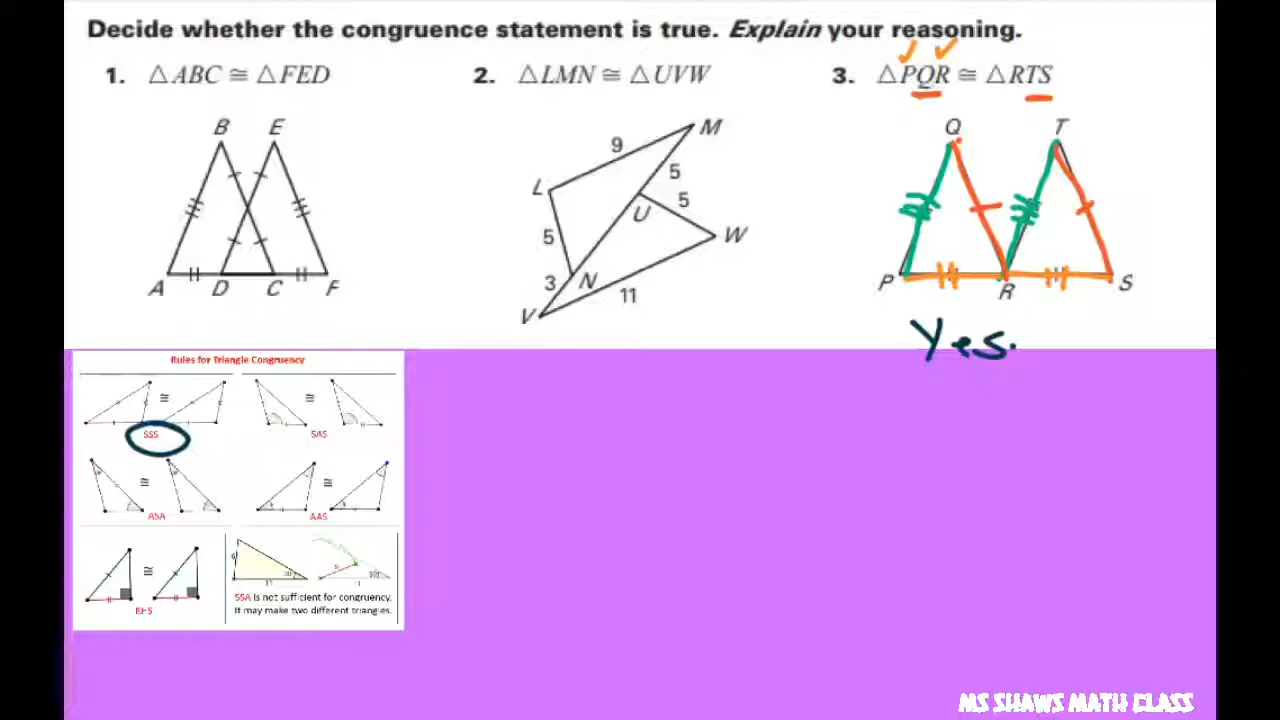 Decide whether the congruence statement is true. Explain your reasoning.
1. △ABC ≅ △FED
2. △LMN ≅ △UVW
3. △PQR ≅ △RTS
B E
A D C F
9 M
5
5
L U W
5
3 N
11
V
Q T
P R S
Yes.
Rules for Triangle Congruency
≅ ≅
SSS SAS
≅ ≅
ASA AAS
≅
RHS
SSA is not sufficient for congruency.
It may make two different triangles.
MS SHAWS MATH CLASS